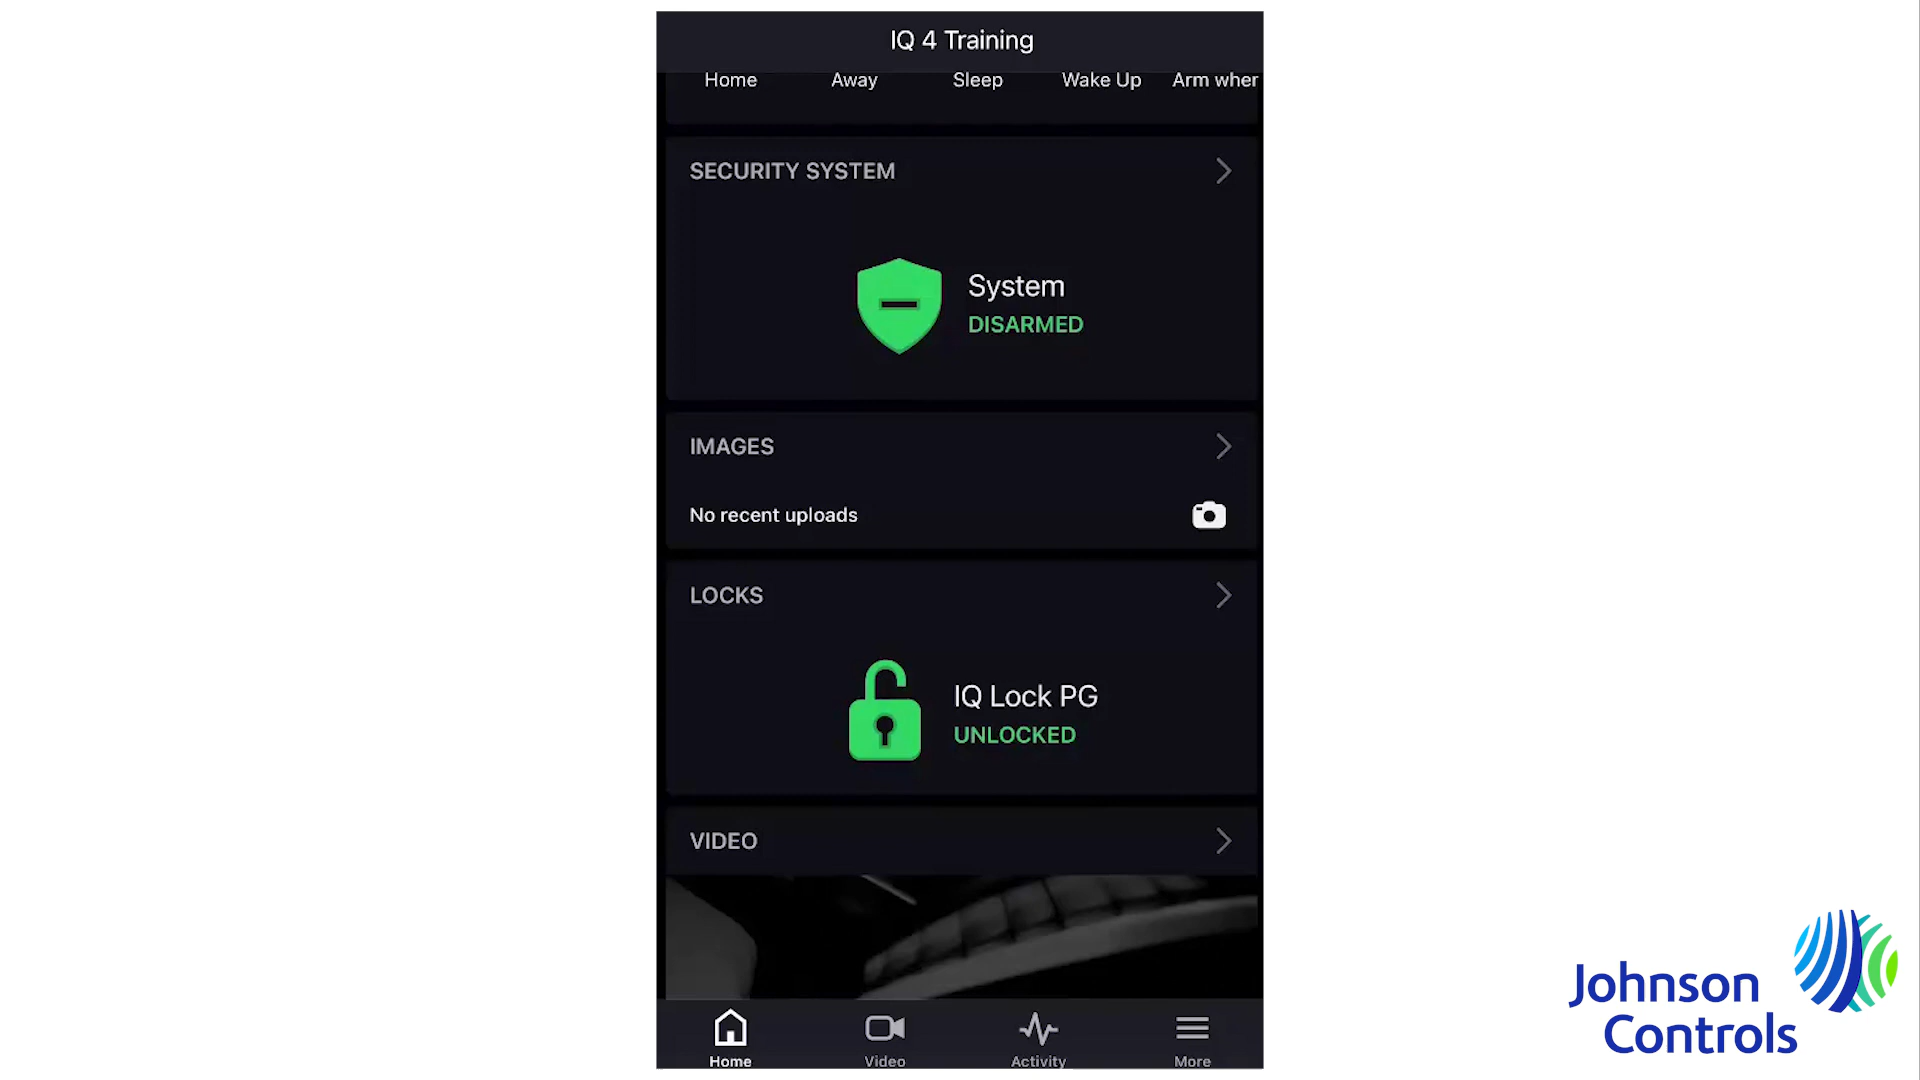 IQ 4 Training
Home Away Sleep Wake Up Arm wher
SECURITY SYSTEM
System
DISARMED
IMAGES
No recent uploads
LOCKS
IQ Lock PG
UNLOCKED
VIDEO
Home Video Activity More
Johnson
Controls